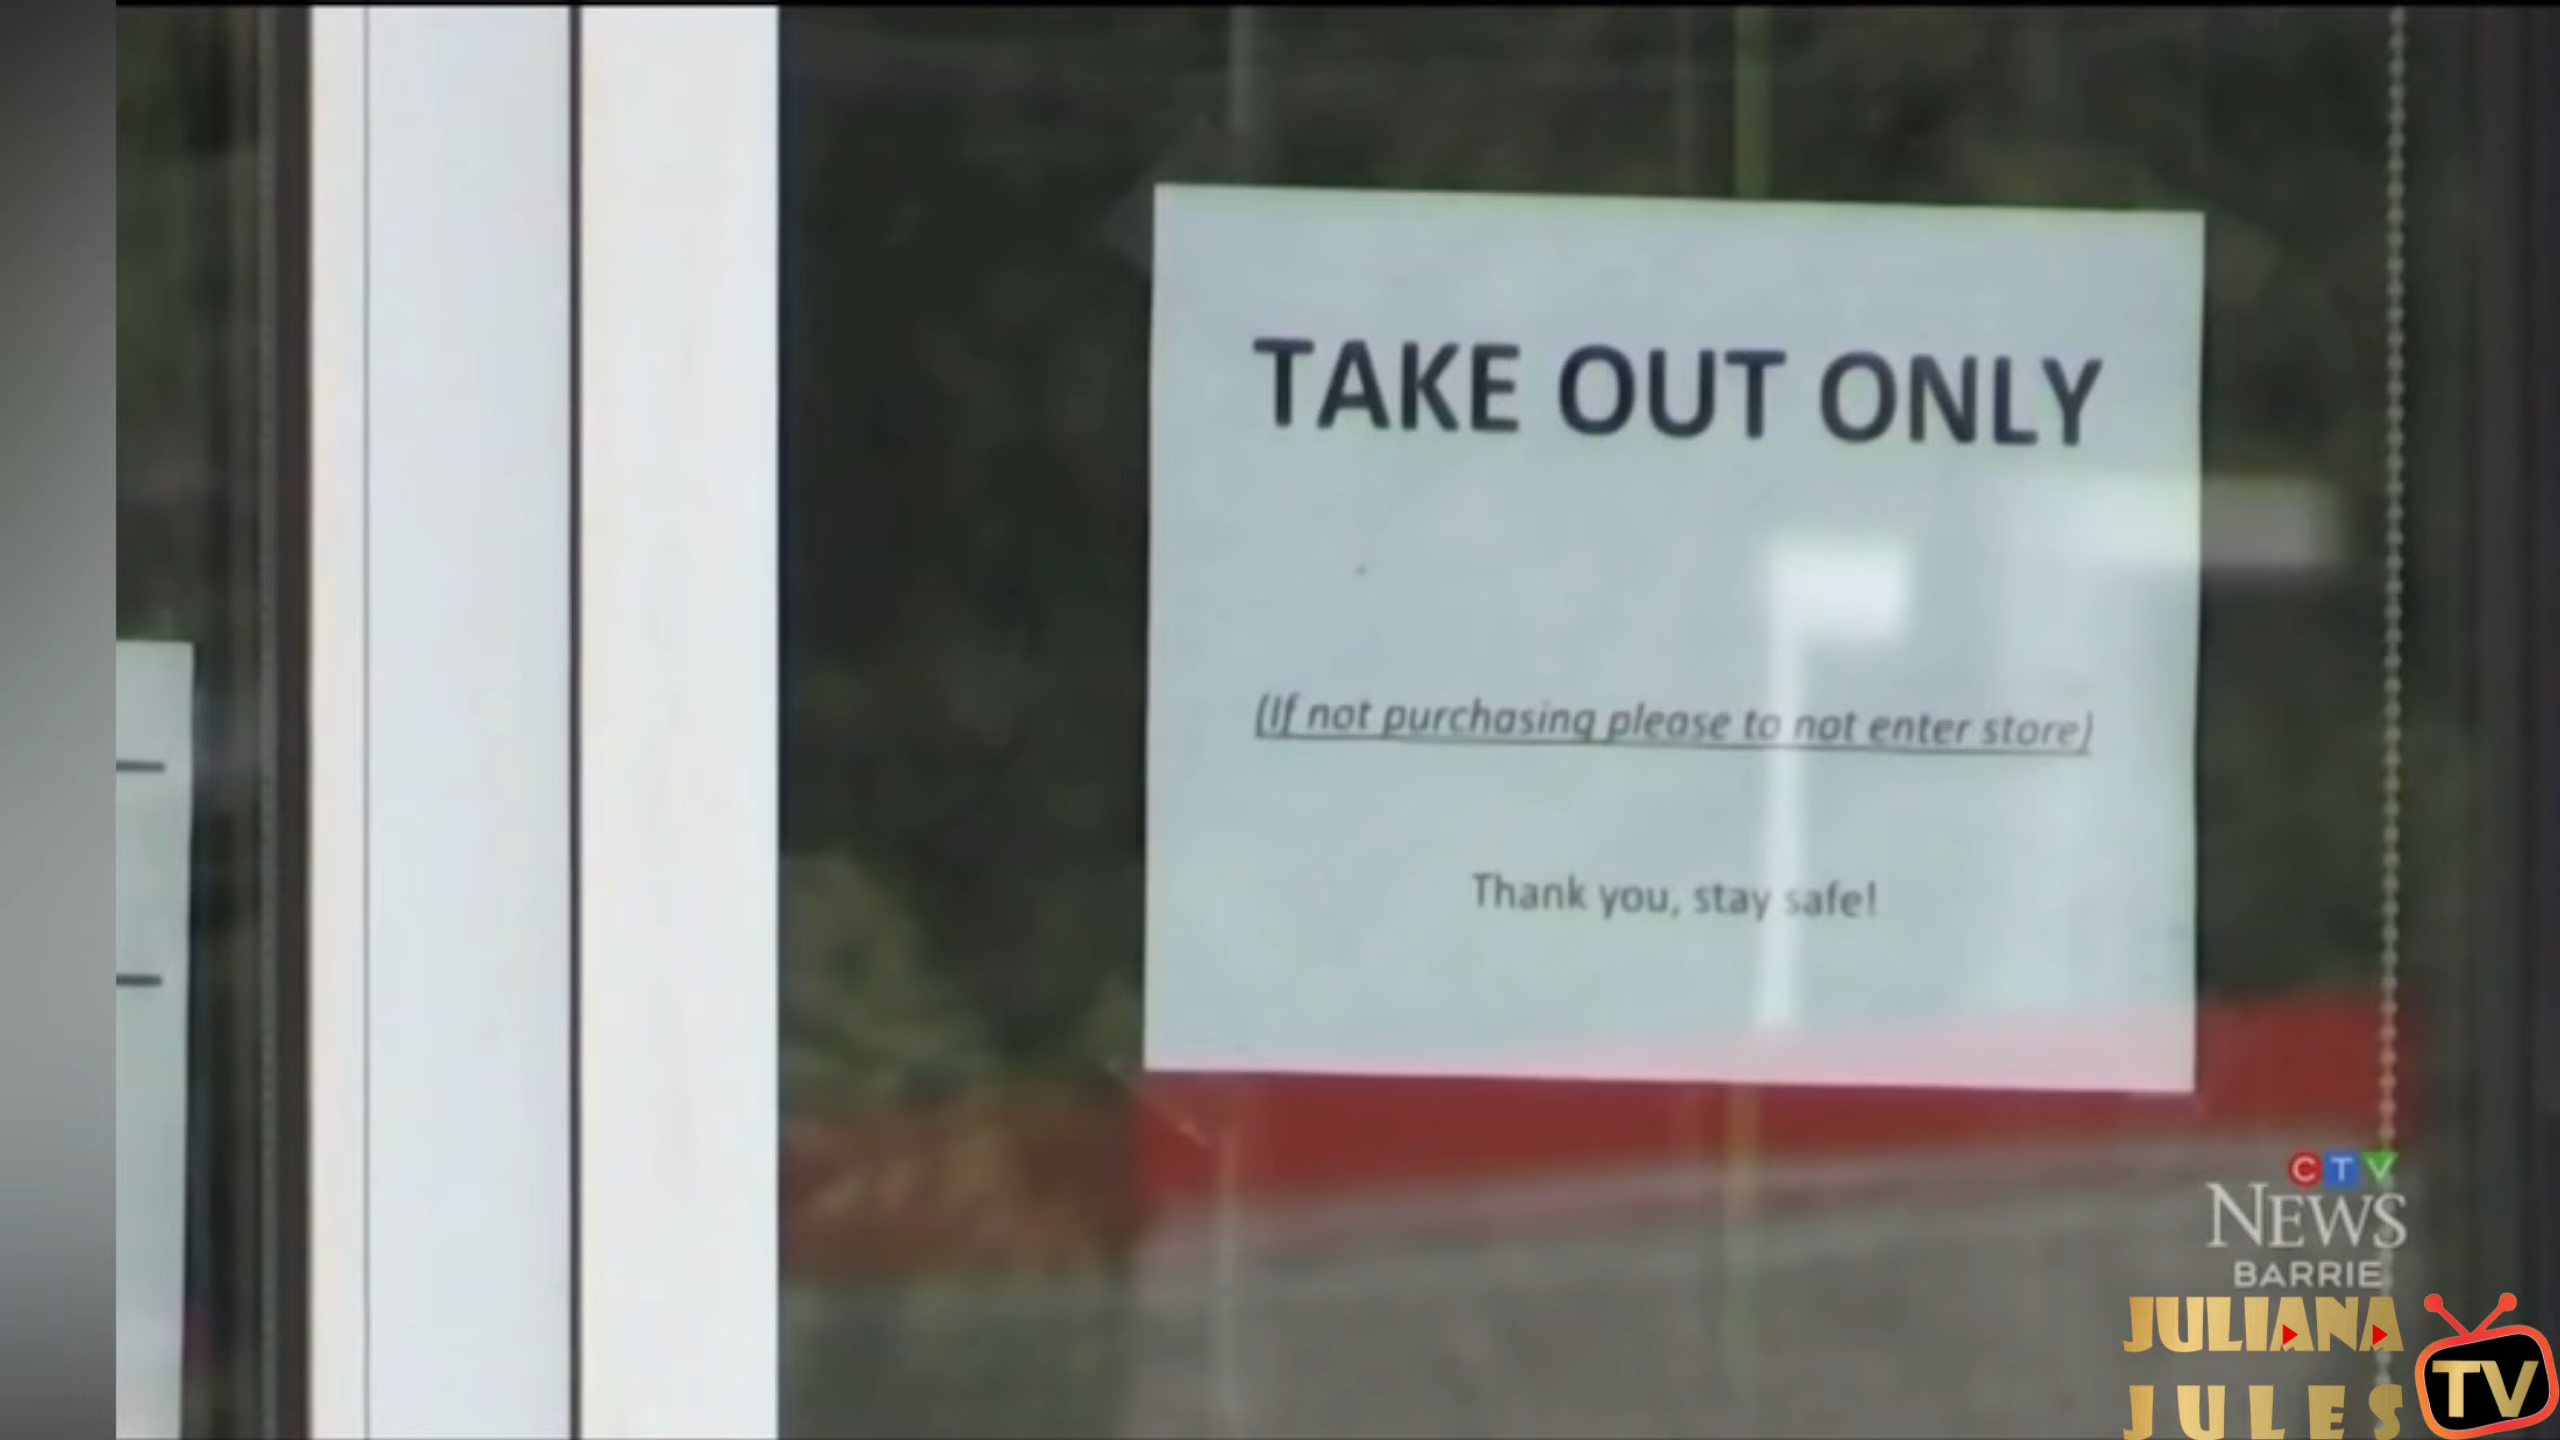 TAKE OUT ONLY
(If not purchasing please to not enter store)
Thank you, stay safe!
CTV
NEWS
BARRIE
JULIANA
JULES
TV